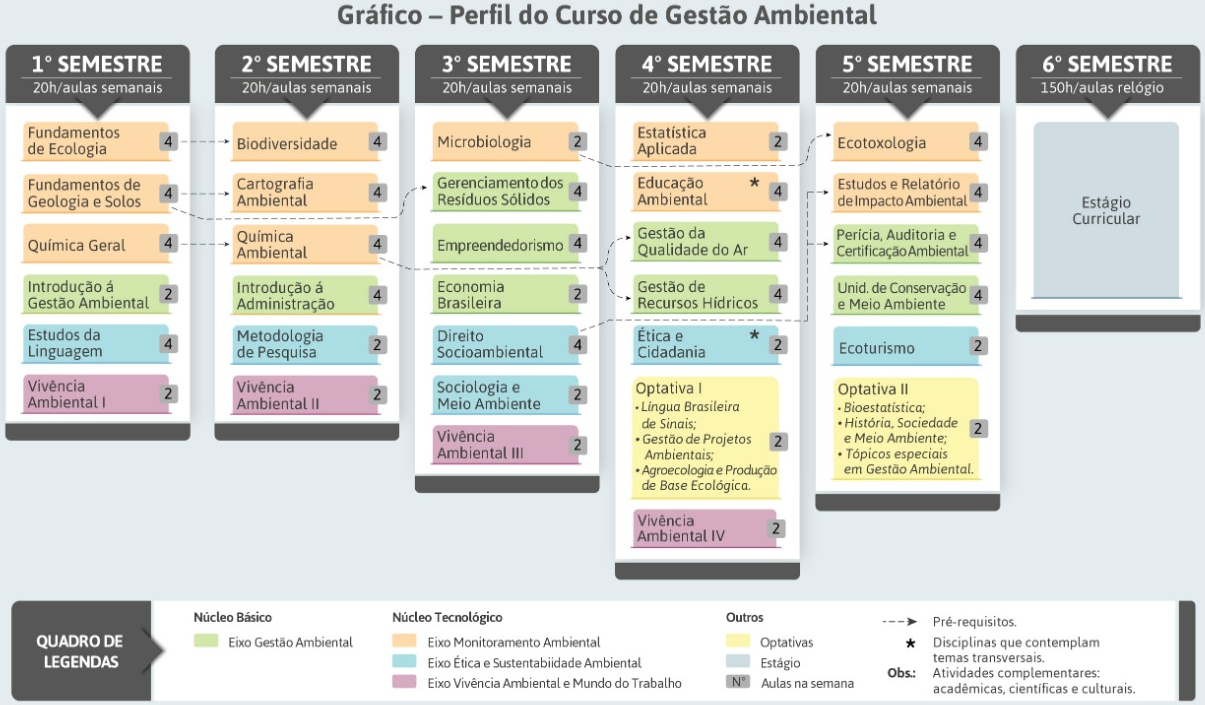 Gráfico – Perfil do Curso de Gestão Ambiental
1° SEMESTRE
20h/aulas semanais
Fundamentos
de Ecologia
4
Fundamentos de
Geologia e Solos
4
Química Geral
4
Introdução á
Gestão Ambiental
2
Estudos da
Linguagem
4
Vivência
Ambiental I
2
2° SEMESTRE
20h/aulas semanais
Biodiversidade
4
Cartografia
Ambiental
4
Química
Ambiental
4
Introdução á
Administração
4
Metodologia
de Pesquisa
2
Vivência
Ambiental II
2
3° SEMESTRE
20h/aulas semanais
Microbiologia
2
Gerenciamento dos
Resíduos Sólidos
4
Empreendedorismo
4
Economia
Brasileira
2
Direito
Socioambiental
4
Sociologia e
Meio Ambiente
2
Vivência
Ambiental III
2
4° SEMESTRE
20h/aulas semanais
Estatística
Aplicada
2
Educação *
Ambiental
4
Gestão da
Qualidade do Ar
4
Gestão de
Recursos Hídricos
4
Ética e *
Cidadania
2
Optativa I
• Língua Brasileira
de Sinais;
• Gestão de Projetos
Ambientais;
• Agroecologia e Produção
de Base Ecológica.
2
Vivência
Ambiental IV
2
5° SEMESTRE
20h/aulas semanais
Ecotoxologia
4
Estudos e Relatório
de Impacto Ambiental
4
Perícia, Auditoria e
Certificação Ambiental
4
Unid. de Conservação
e Meio Ambiente
4
Ecoturismo
2
Optativa II
• Bioestatística;
• História, Sociedade
e Meio Ambiente;
• Tópicos especiais
em Gestão Ambiental.
2
6° SEMESTRE
150h/aulas relógio
Estágio
Curricular
QUADRO DE
LEGENDAS
Núcleo Básico
Eixo Gestão Ambiental
Núcleo Tecnológico
Eixo Monitoramento Ambiental
Eixo Ética e Sustentabiidade Ambiental
Eixo Vivência Ambiental e Mundo do Trabalho
Outros
Optativas
Estágio
N° Aulas na semana
Pré-requisitos.
* Disciplinas que contemplam
temas transversais.
Obs.: Atividades complementares:
acadêmicas, científicas e culturais.